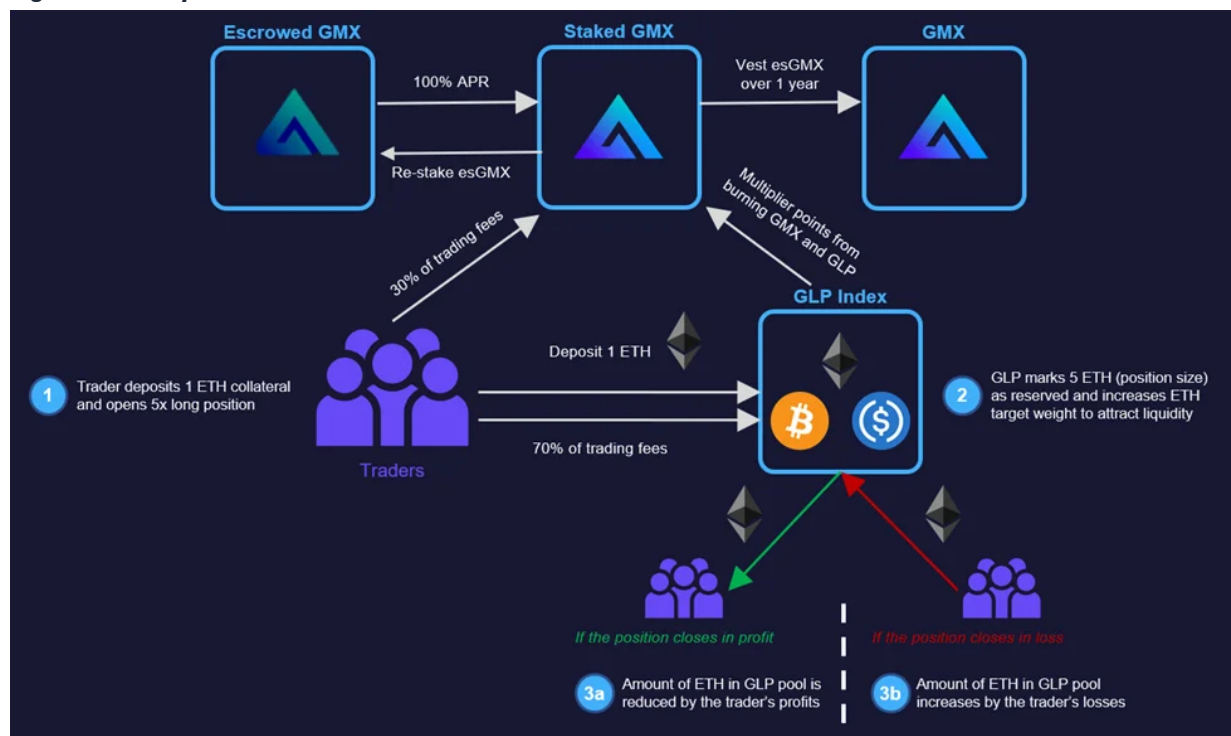 Escrowed GMX
Staked GMX
GMX
100% APR
Re-stake esGMX
Vest esGMX
over 1 year
30% of trading fees
Multiplier points from
burning GMX and GLP
GLP Index
Deposit 1 ETH
70% of trading fees
1
Trader deposits 1 ETH collateral
and opens 5x long position
Traders
2
GLP marks 5 ETH (position size)
as reserved and increases ETH
target weight to attract liquidity
If the position closes in profit
If the position closes in loss
3a
Amount of ETH in GLP pool is
reduced by the trader's profits
3b
Amount of ETH in GLP pool
increases by the trader's losses